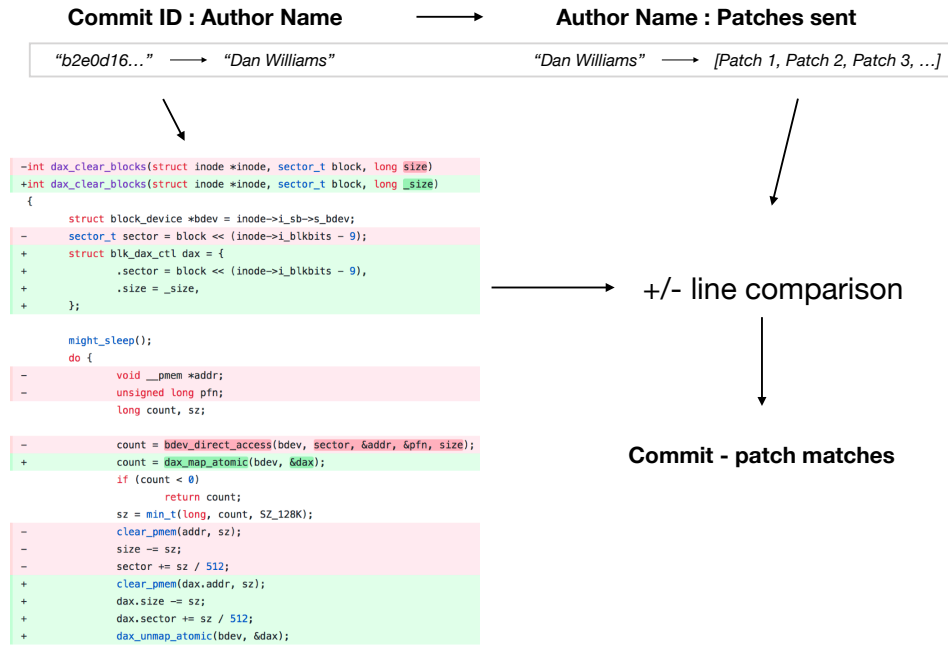 Commit ID : Author Name
Author Name : Patches sent
“b2e0d16…” “Dan Williams”
“Dan Williams” [Patch 1, Patch 2, Patch 3, …]
-int dax_clear_blocks(struct inode *inode, sector_t block, long size)
+int dax_clear_blocks(struct inode *inode, sector_t block, long _size)
{
struct block_device *bdev = inode->i_sb->s_bdev;
- sector_t sector = block << (inode->i_blkbits - 9);
+ struct blk_dax_ctl dax = {
+ .sector = block << (inode->i_blkbits - 9),
+ .size = _size,
+ };
might_sleep();
do {
- void __pmem *addr;
- unsigned long pfn;
long count, sz;
- count = bdev_direct_access(bdev, sector, &addr, &pfn, size);
+ count = dax_map_atomic(bdev, &dax);
if (count < 0)
return count;
sz = min_t(long, count, SZ_128K);
- clear_pmem(addr, sz);
- size -= sz;
- sector += sz / 512;
+ clear_pmem(dax.addr, sz);
+ dax.size -= sz;
+ dax.sector += sz / 512;
+ dax_unmap_atomic(bdev, &dax);
+/- line comparison
Commit - patch matches